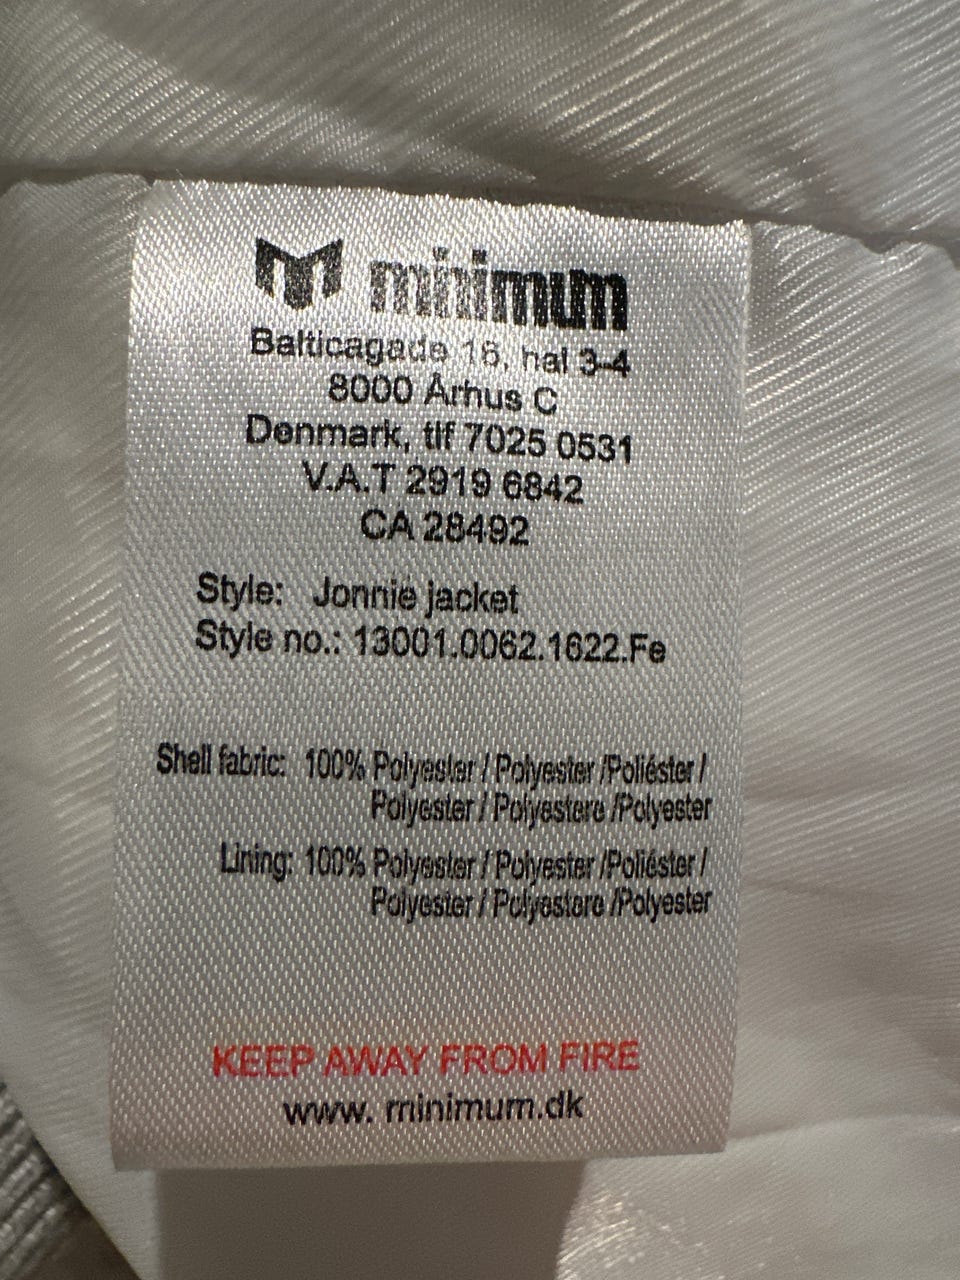 minimum
Balticagade 16, hal 3-4
8000 Århus C
Denmark, tlf 7025 0531
V.A.T 2919 6842
CA 28492
Style: Jonnie jacket
Style no.: 13001.0062.1622.Fe
Shell fabric: 100% Polyester / Polyester /Poliéster /
Polyester / Polyestere /Polyester
Lining: 100% Polyester / Polyester /Poliéster /
Polyester / Polyestere /Polyester
KEEP AWAY FROM FIRE
www. minimum.dk